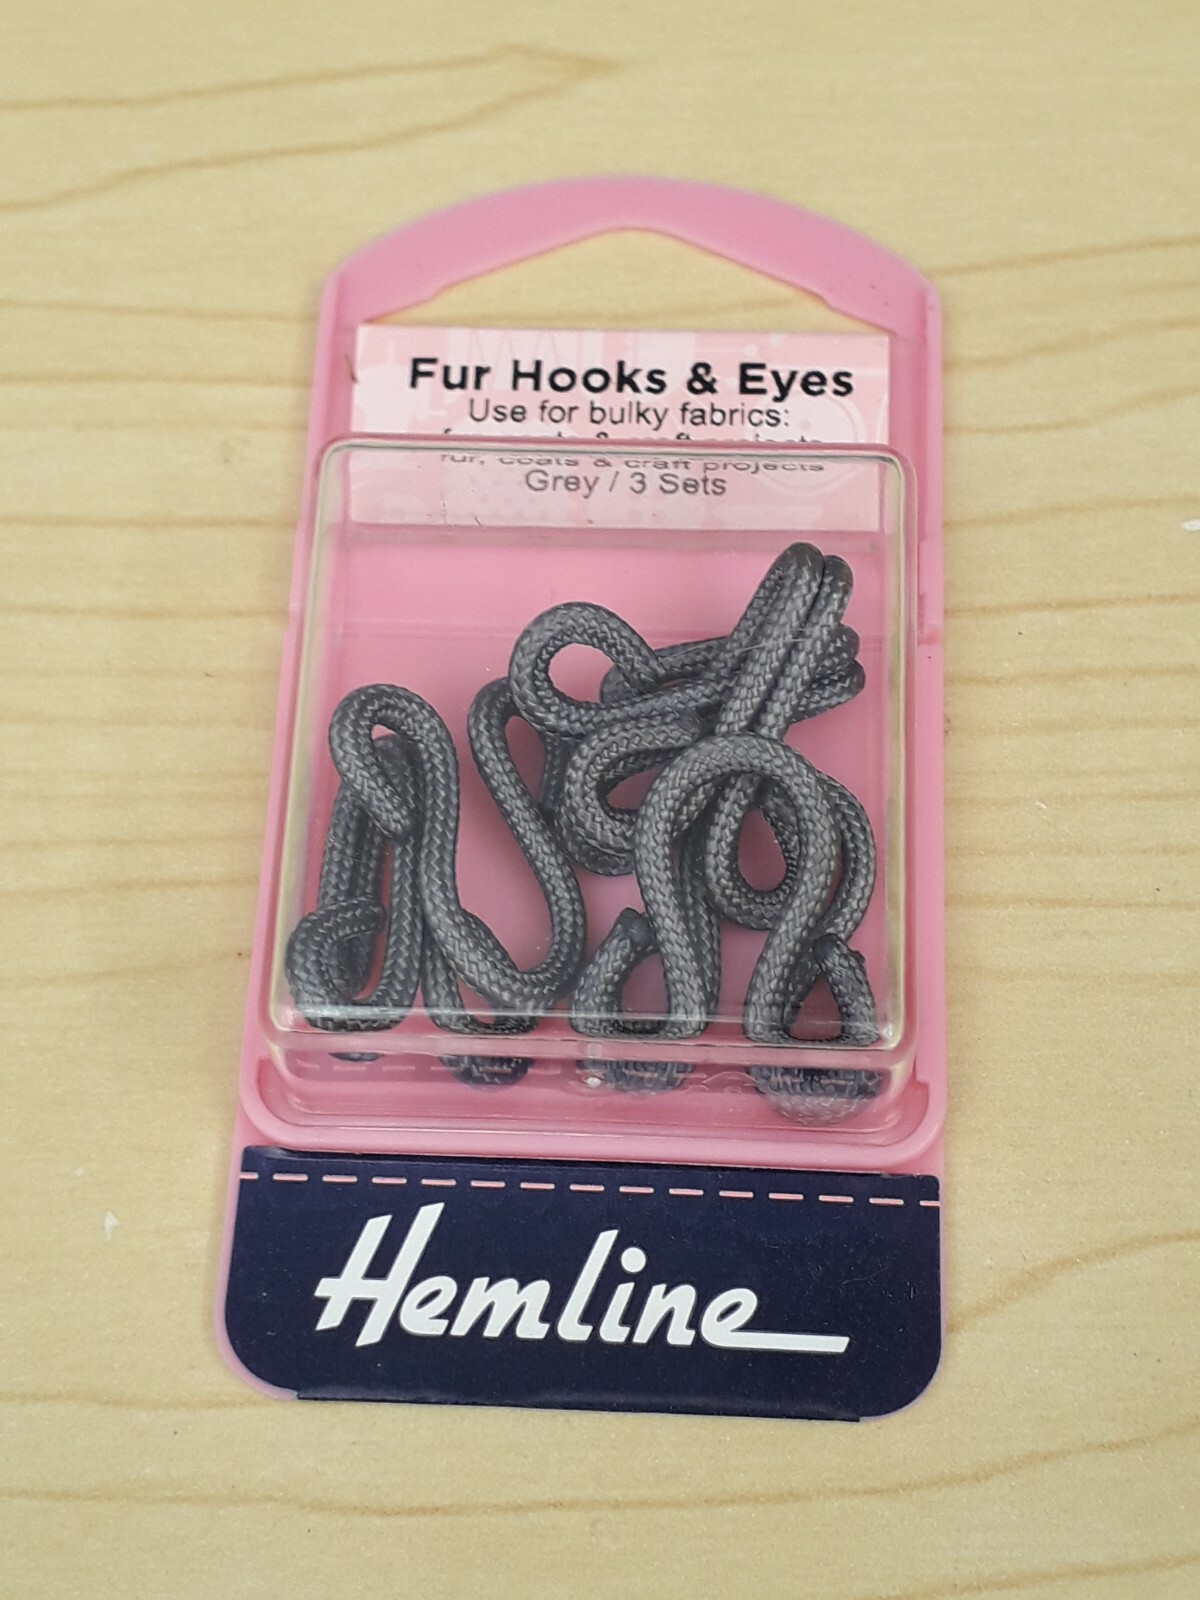 Fur Hooks & Eyes
Use for bulky fabrics:
fur, coats & craft projects
Grey / 3 Sets
Hemline